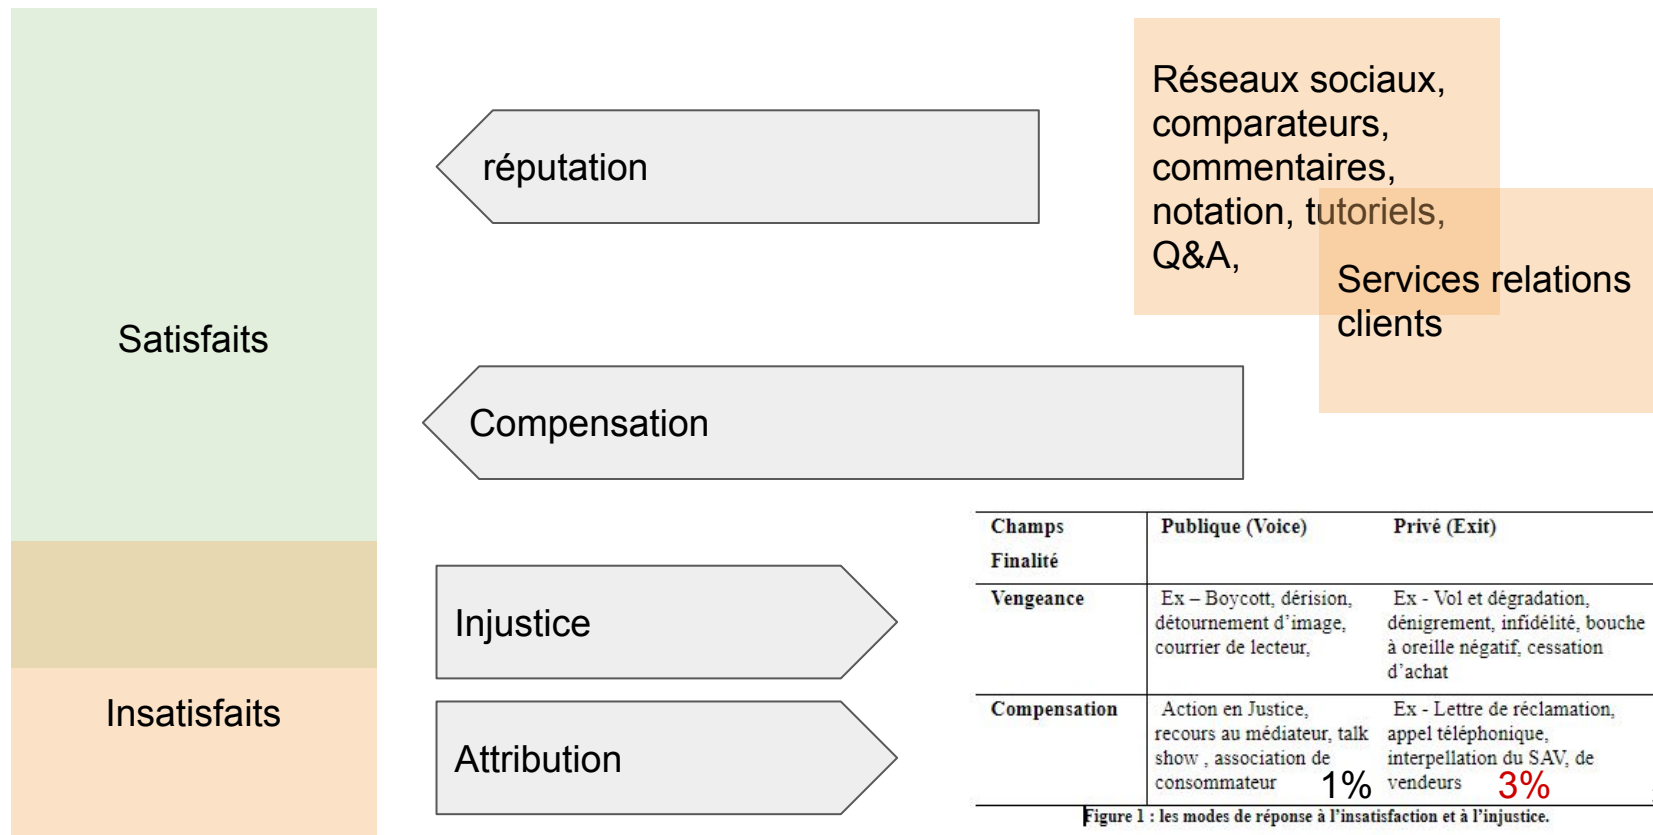 Satisfaits
Insatisfaits
réputation
Compensation
Injustice
Attribution
Réseaux sociaux,
comparateurs,
commentaires,
notation, tutoriels,
Q&A,
Services relations
clients
Champs
Finalité
Publique (Voice)
Privé (Exit)
Vengeance
Ex – Boycott, dérision,
détournement d'image,
courrier de lecteur,
Ex - Vol et dégradation,
dénigrement, infidélité, bouche
à oreille négatif, cessation
d'achat
Compensation
Action en Justice,
recours au médiateur, talk
show , association de
consommateur
1%
Ex - Lettre de réclamation,
appel téléphonique,
interpellation du SAV, de
vendeurs
3%
Figure 1 : les modes de réponse à l'insatisfaction et à l'injustice.